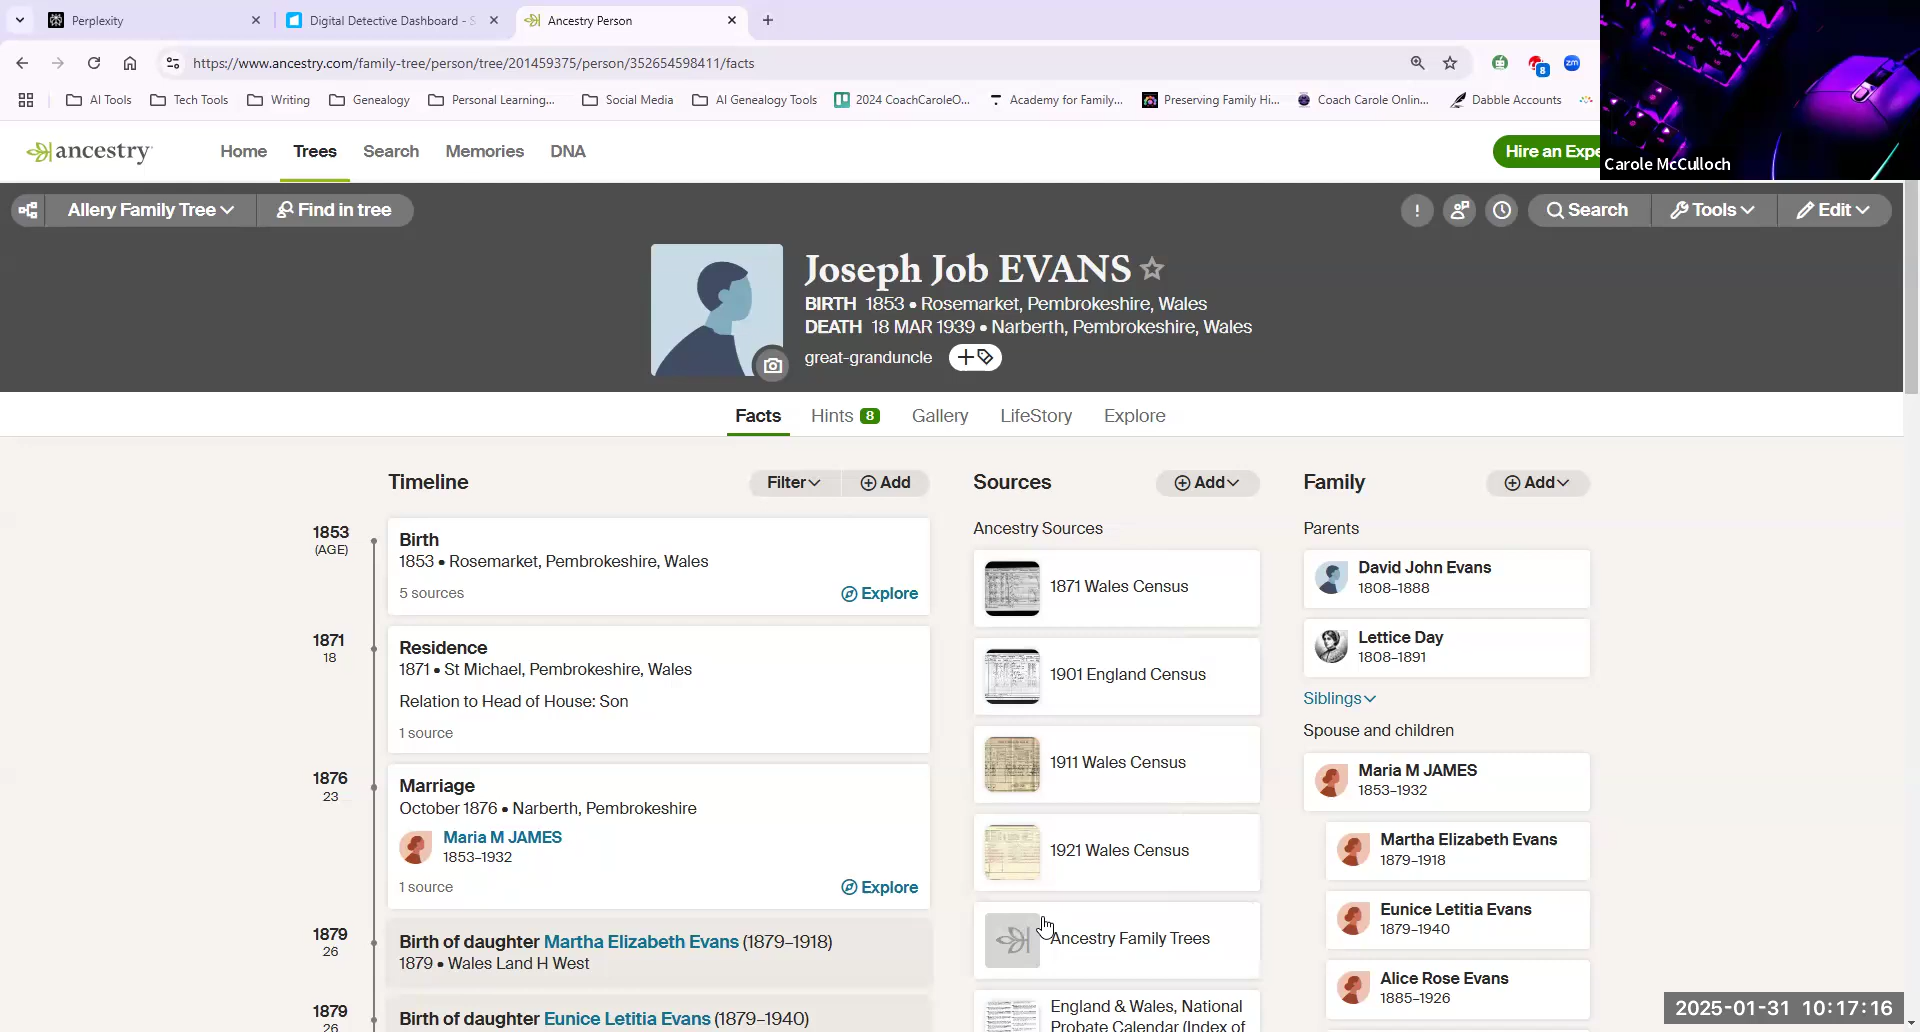 Perplexity
Digital Detective Dashboard - S
Ancestry Person
https://www.ancestry.com/family-tree/person/tree/201459375/person/352654598411/facts
8
zm
AI Tools
Tech Tools
Writing
Genealogy
Personal Learning...
Social Media
AI Genealogy Tools
2024 CoachCaroleO...
Academy for Family...
Preserving Family Hi...
Coach Carole Onlin...
Dabble Accounts
Carole McCulloch
ancestry
Home
Trees
Search
Memories
DNA
Hire an Expe
Allery Family Tree
Find in tree
Search
Tools
Edit
Joseph Job EVANS
BIRTH 1853 • Rosemarket, Pembrokeshire, Wales
DEATH 18 MAR 1939 • Narberth, Pembrokeshire, Wales
great-granduncle
Facts
Hints 8
Gallery
LifeStory
Explore
Timeline
Filter
Add
1853
(AGE)
Birth
1853 • Rosemarket, Pembrokeshire, Wales
5 sources
Explore
1871
18
Residence
1871 • St Michael, Pembrokeshire, Wales
Relation to Head of House: Son
1 source
1876
23
Marriage
October 1876 • Narberth, Pembrokeshire
Maria M JAMES
1853–1932
1 source
Explore
1879
26
Birth of daughter Martha Elizabeth Evans (1879–1918)
1879 • Wales Land H West
1879
26
Birth of daughter Eunice Letitia Evans (1879–1940)
Sources
Add
Ancestry Sources
1871 Wales Census
1901 England Census
1911 Wales Census
1921 Wales Census
Ancestry Family Trees
England & Wales, National
Probate Calendar (Index of
Family
Add
Parents
David John Evans
1808–1888
Lettice Day
1808–1891
Siblings
Spouse and children
Maria M JAMES
1853–1932
Martha Elizabeth Evans
1879–1918
Eunice Letitia Evans
1879–1940
Alice Rose Evans
1885–1926
2025-01-31 10:17:16